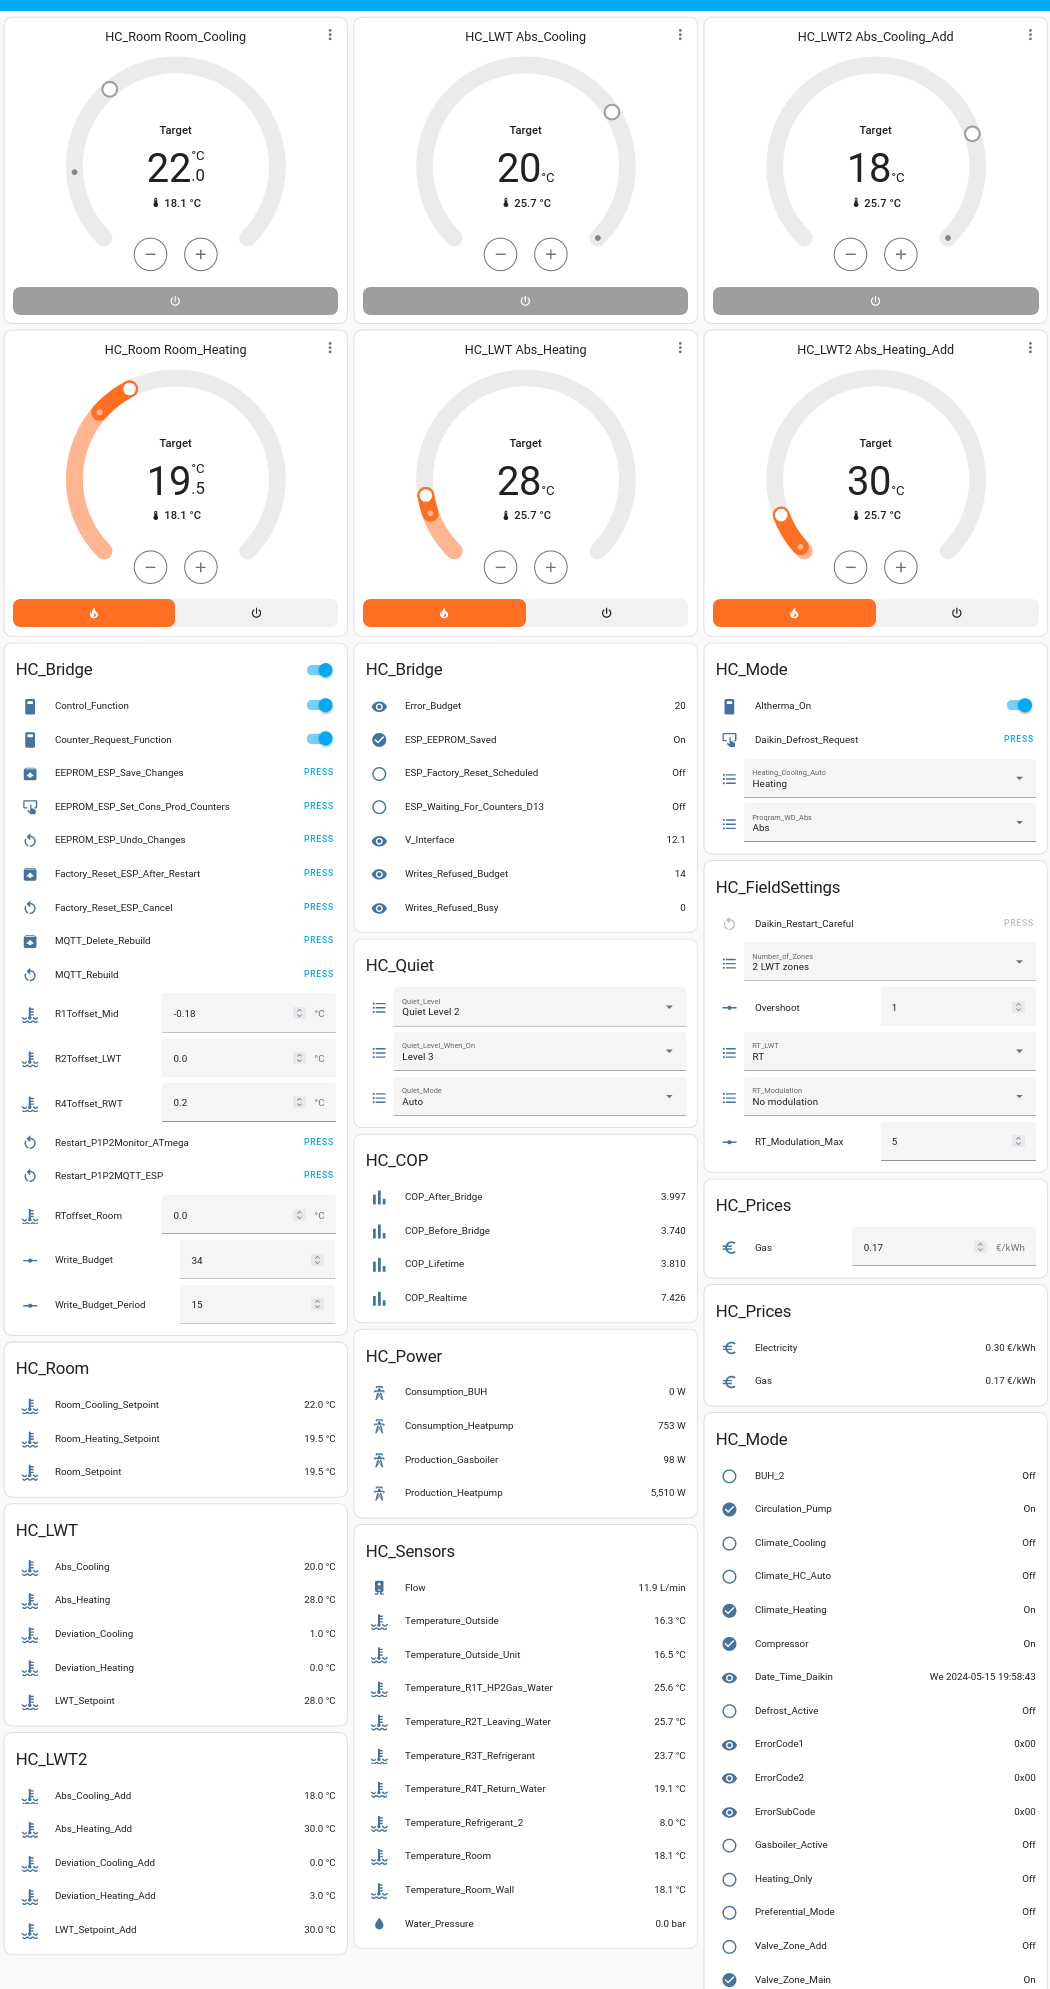 HC_Room Room_Cooling
Target
22.0 °C
18.1 °C
HC_LWT Abs_Cooling
Target
20 °C
25.7 °C
HC_LWT2 Abs_Cooling_Add
Target
18 °C
25.7 °C
HC_Room Room_Heating
Target
19.5 °C
18.1 °C
HC_LWT Abs_Heating
Target
28 °C
25.7 °C
HC_LWT2 Abs_Heating_Add
Target
30 °C
25.7 °C
HC_Bridge
Control_Function
Counter_Request_Function
EEPROM_ESP_Save_Changes PRESS
EEPROM_ESP_Set_Cons_Prod_Counters PRESS
EEPROM_ESP_Undo_Changes PRESS
Factory_Reset_ESP_After_Restart PRESS
Factory_Reset_ESP_Cancel PRESS
MQTT_Delete_Rebuild PRESS
MQTT_Rebuild PRESS
R1Toffset_Mid -0.18 °C
R2Toffset_LWT 0.0 °C
R4Toffset_RWT 0.2 °C
Restart_P1P2Monitor_ATmega PRESS
Restart_P1P2MQTT_ESP PRESS
RToffset_Room 0.0 °C
Write_Budget 34
Write_Budget_Period 15
HC_Room
Room_Cooling_Setpoint 22.0 °C
Room_Heating_Setpoint 19.5 °C
Room_Setpoint 19.5 °C
HC_LWT
Abs_Cooling 20.0 °C
Abs_Heating 28.0 °C
Deviation_Cooling 1.0 °C
Deviation_Heating 0.0 °C
LWT_Setpoint 28.0 °C
HC_LWT2
Abs_Cooling_Add 18.0 °C
Abs_Heating_Add 30.0 °C
Deviation_Cooling_Add 0.0 °C
Deviation_Heating_Add 3.0 °C
LWT_Setpoint_Add 30.0 °C
HC_Bridge
Error_Budget 20
ESP_EEPROM_Saved On
ESP_Factory_Reset_Scheduled Off
ESP_Waiting_For_Counters_D13 Off
V_Interface 12.1
Writes_Refused_Budget 14
Writes_Refused_Busy 0
HC_Quiet
Quiet_Level
Quiet Level 2
Quiet_Level_When_On
Level 3
Quiet_Mode
Auto
HC_COP
COP_After_Bridge 3.997
COP_Before_Bridge 3.740
COP_Lifetime 3.810
COP_Realtime 7.426
HC_Power
Consumption_BUH 0 W
Consumption_Heatpump 753 W
Production_Gasboiler 98 W
Production_Heatpump 5,510 W
HC_Sensors
Flow 11.9 L/min
Temperature_Outside 16.3 °C
Temperature_Outside_Unit 16.5 °C
Temperature_R1T_HP2Gas_Water 25.6 °C
Temperature_R2T_Leaving_Water 25.7 °C
Temperature_R3T_Refrigerant 23.7 °C
Temperature_R4T_Return_Water 19.1 °C
Temperature_Refrigerant_2 8.0 °C
Temperature_Room 18.1 °C
Temperature_Room_Wall 18.1 °C
Water_Pressure 0.0 bar
HC_Mode
Altherma_On
Daikin_Defrost_Request PRESS
Heating_Cooling_Auto
Heating
Program_WD_Abs
Abs
HC_FieldSettings
Daikin_Restart_Careful PRESS
Number_of_Zones
2 LWT zones
Overshoot 1
RT_LWT
RT
RT_Modulation
No modulation
RT_Modulation_Max 5
HC_Prices
Gas 0.17 €/kWh
HC_Prices
Electricity 0.30 €/kWh
Gas 0.17 €/kWh
HC_Mode
BUH_2 Off
Circulation_Pump On
Climate_Cooling Off
Climate_HC_Auto Off
Climate_Heating On
Compressor On
Date_Time_Daikin We 2024-05-15 19:58:43
Defrost_Active Off
ErrorCode1 0x00
ErrorCode2 0x00
ErrorSubCode 0x00
Gasboiler_Active Off
Heating_Only Off
Preferential_Mode Off
Valve_Zone_Add Off
Valve_Zone_Main On